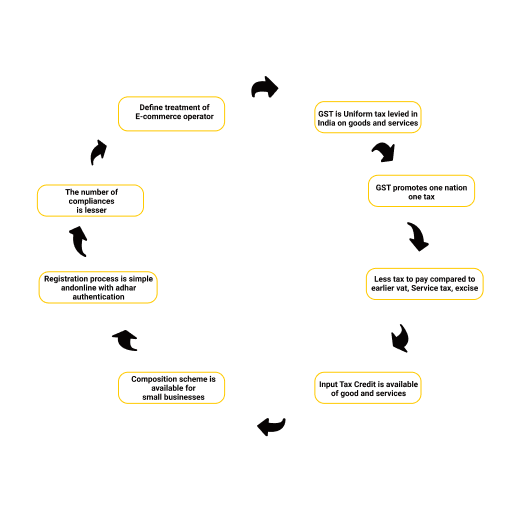 Define treatment of
E-commerce operator
GST is Uniform tax levied in
India on goods and services
GST promotes one nation
one tax
Less tax to pay compared to
earlier vat, Service tax, excise
Input Tax Credit is available
of good and services
Composition scheme is
available for
small businesses
Registration process is simple
andonline with adhar
authentication
The number of
compliances
is lesser